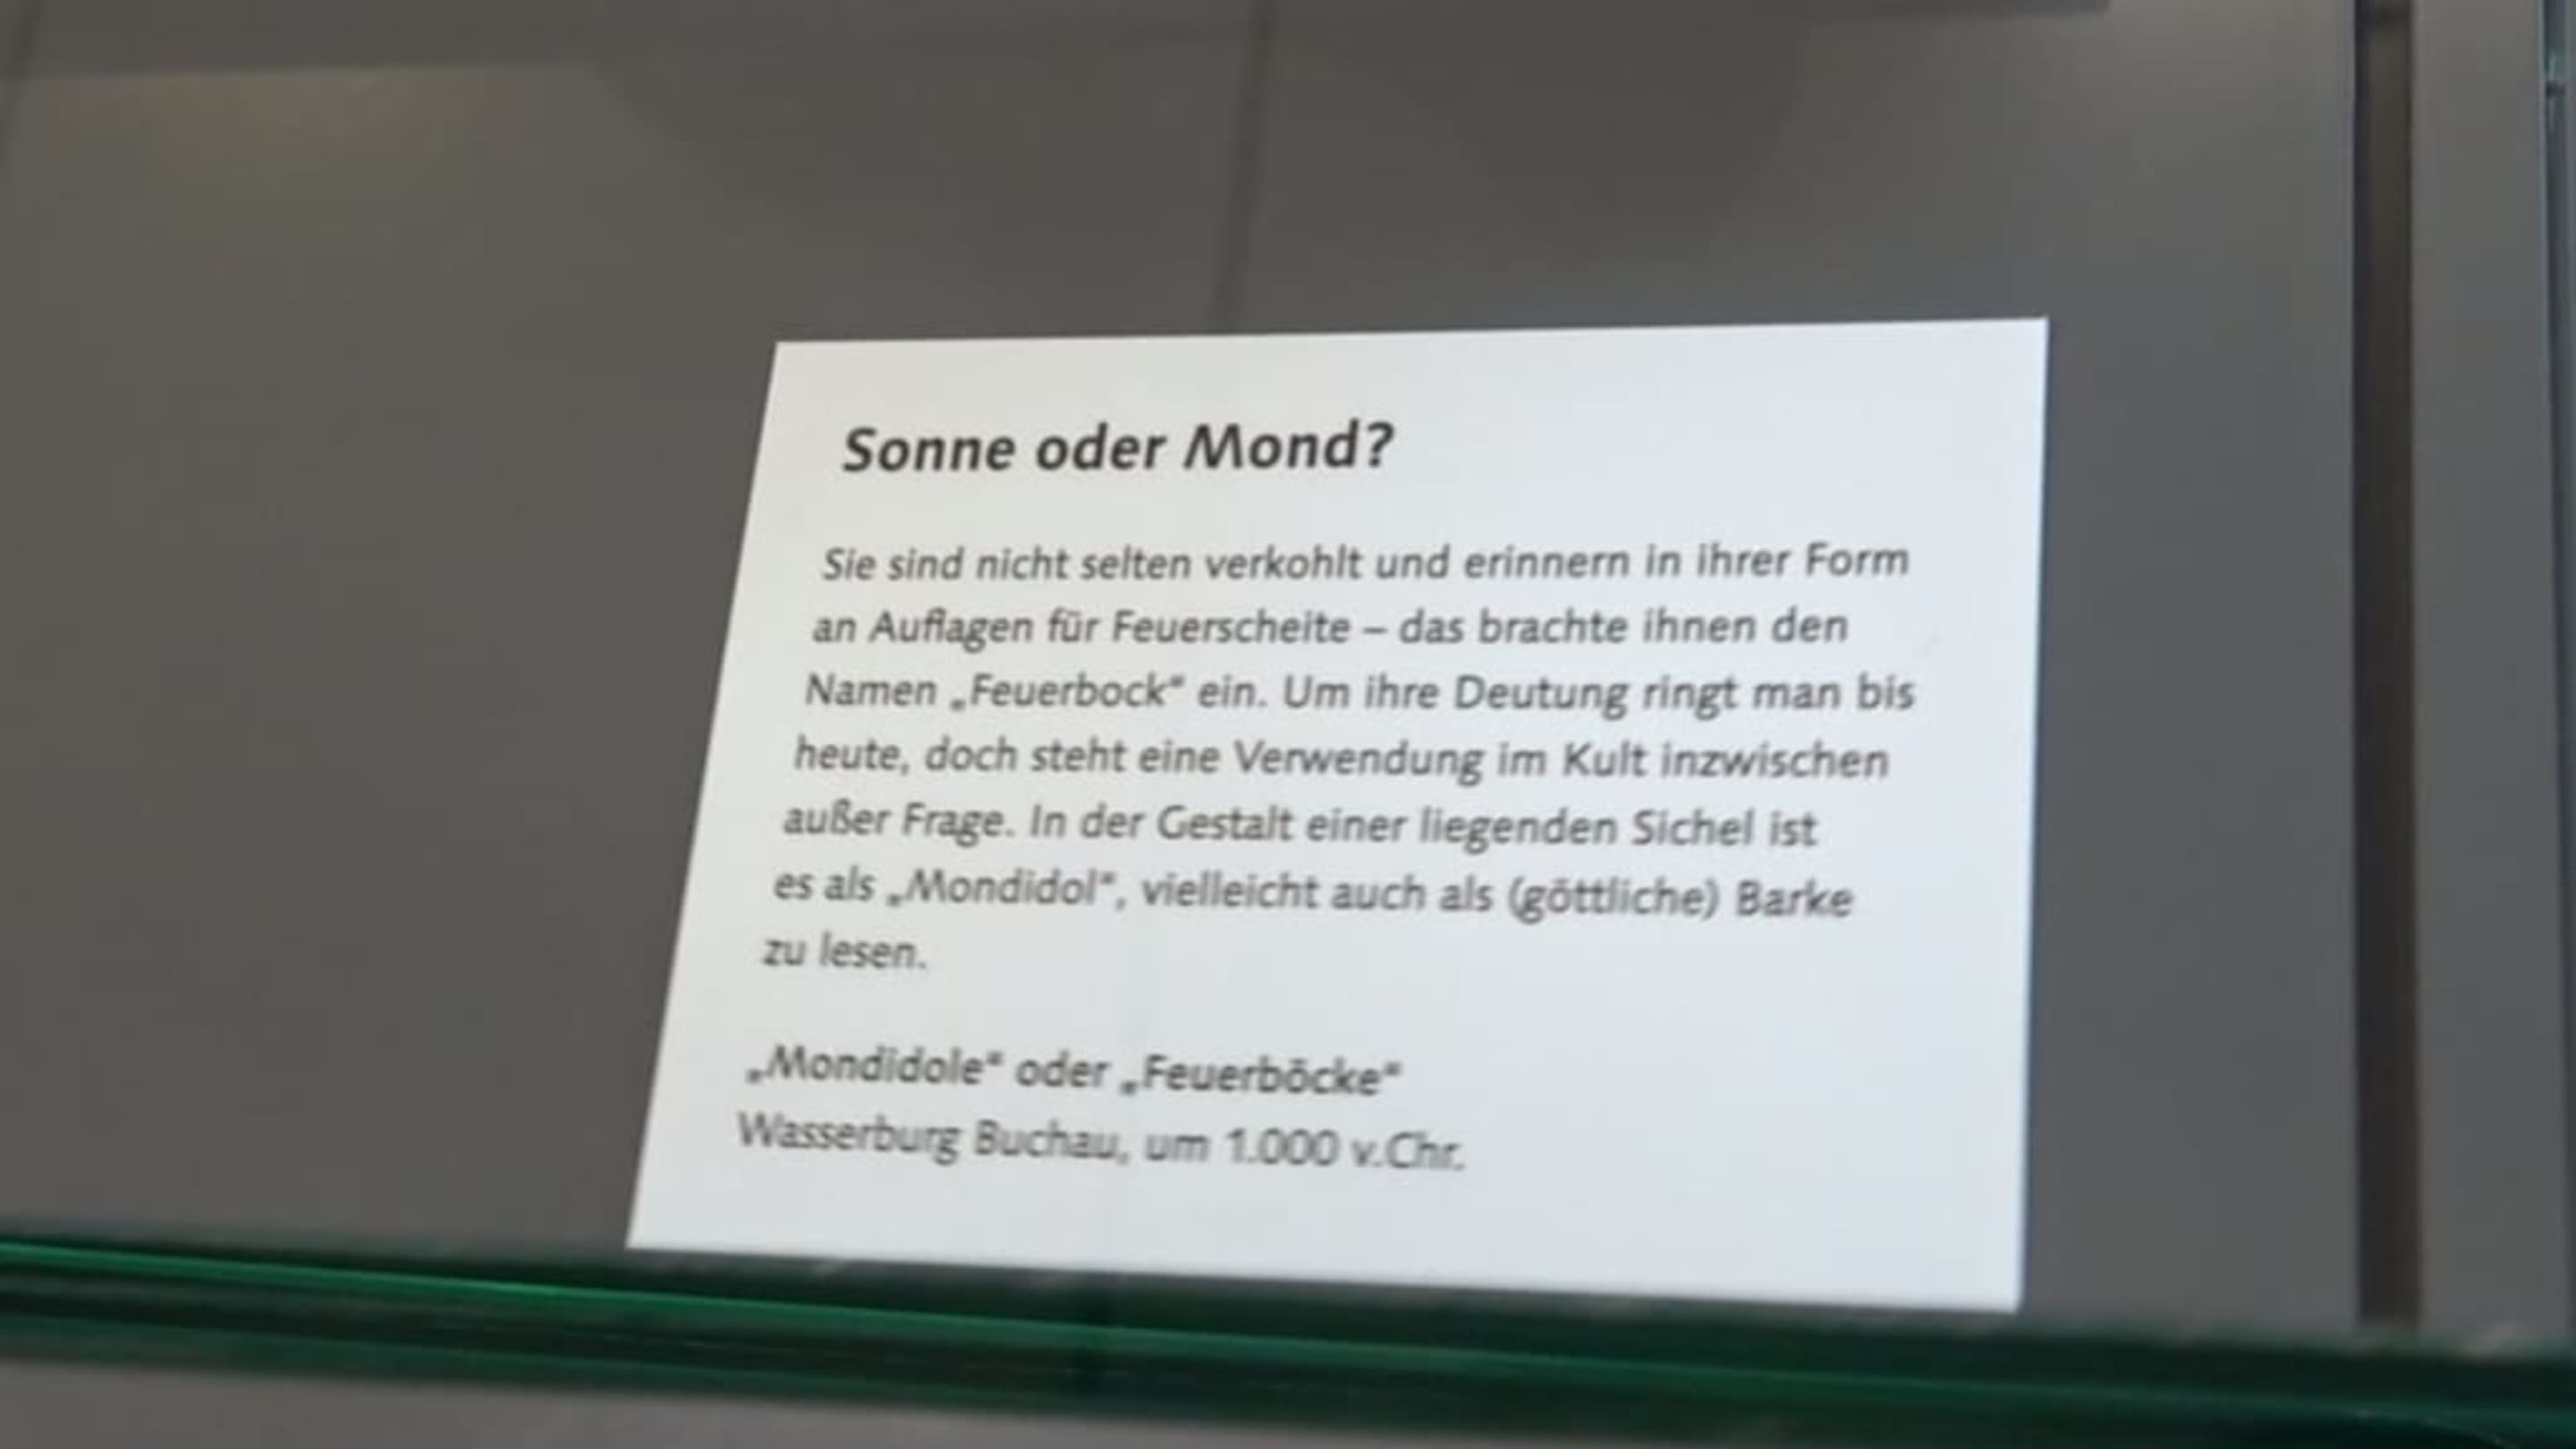 Sonne oder Mond?
Sie sind nicht selten verkohlt und erinnern in ihrer Form
an Auflagen für Feuerscheite – das brachte ihnen den
Namen „Feuerbock“ ein. Um ihre Deutung ringt man bis
heute, doch steht eine Verwendung im Kult inzwischen
außer Frage. In der Gestalt einer liegenden Sichel ist
es als „Mondidol“, vielleicht auch als (göttliche) Barke
zu lesen.
„Mondidole“ oder „Feuerböcke“
Wasserburg Buchau, um 1.000 v.Chr.